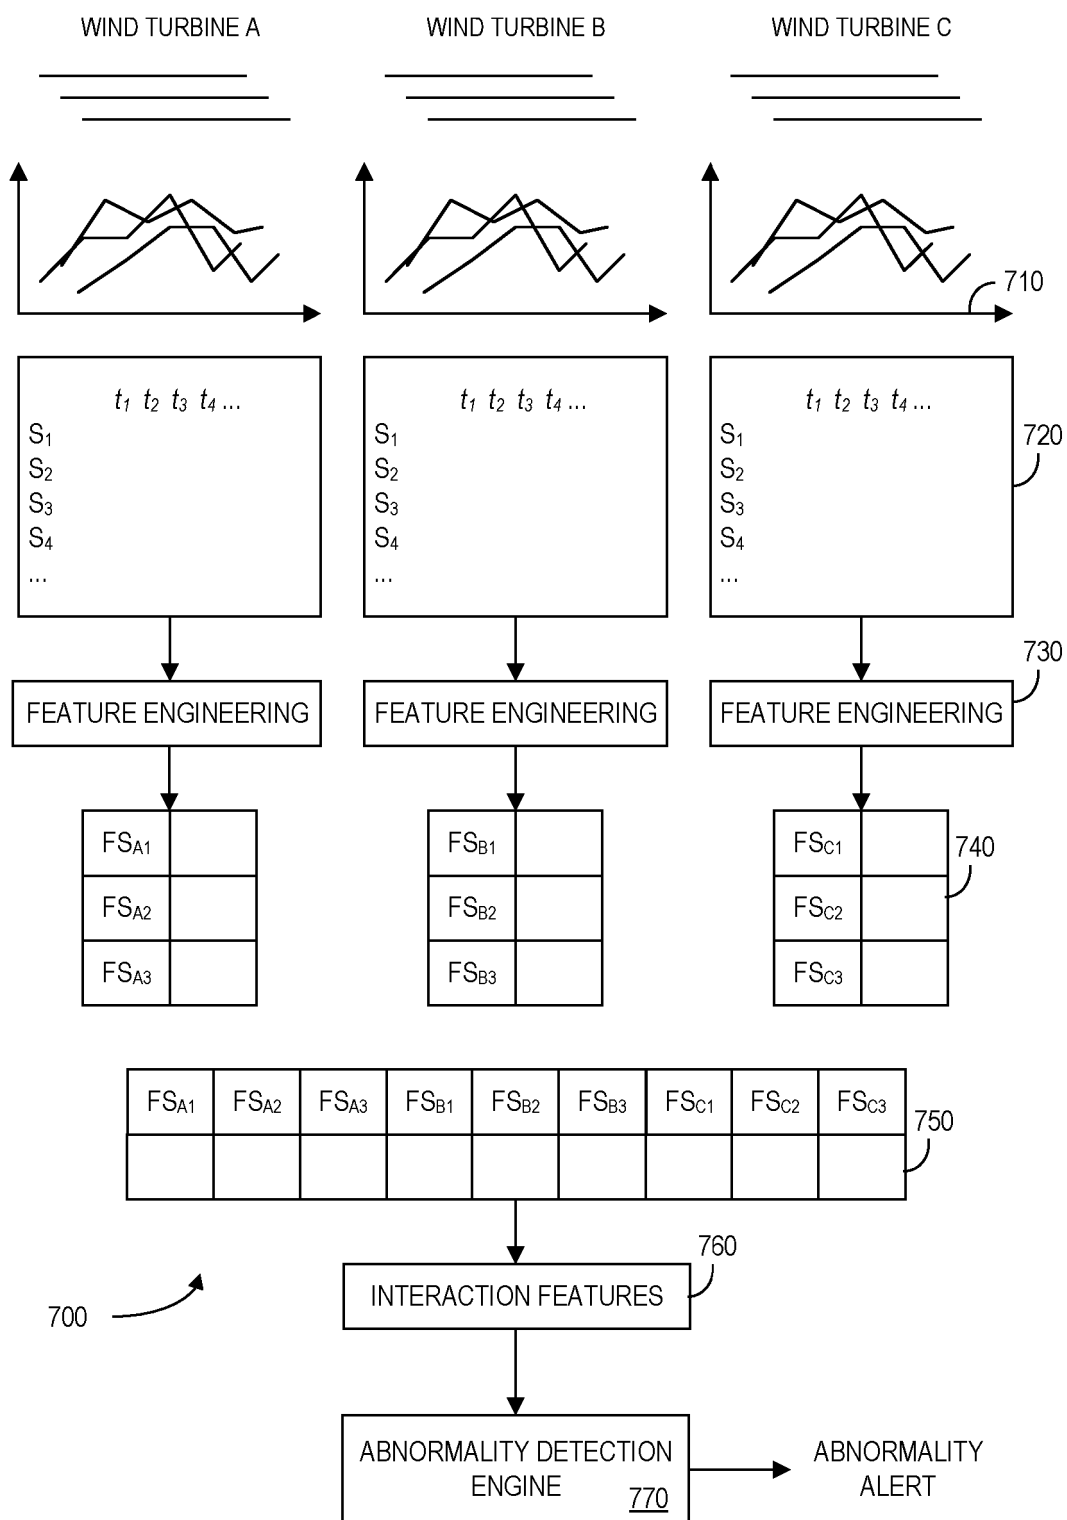 WIND TURBINE A WIND TURBINE B WIND TURBINE C
710
t1 t2 t3 t4 ... t1 t2 t3 t4 ... t1 t2 t3 t4 ...
S1 S1 S1
720
S2 S2 S2
S3 S3 S3
S4 S4 S4
... ... ...
730
FEATURE ENGINEERING FEATURE ENGINEERING FEATURE ENGINEERING
FSA1 FSB1 FSC1
740
FSA2 FSB2 FSC2
FSA3 FSB3 FSC3
FSA1 FSA2 FSA3 FSB1 FSB2 FSB3 FSC1 FSC2 FSC3
750
760
INTERACTION FEATURES
700
ABNORMALITY DETECTION
ENGINE
770
ABNORMALITY
ALERT